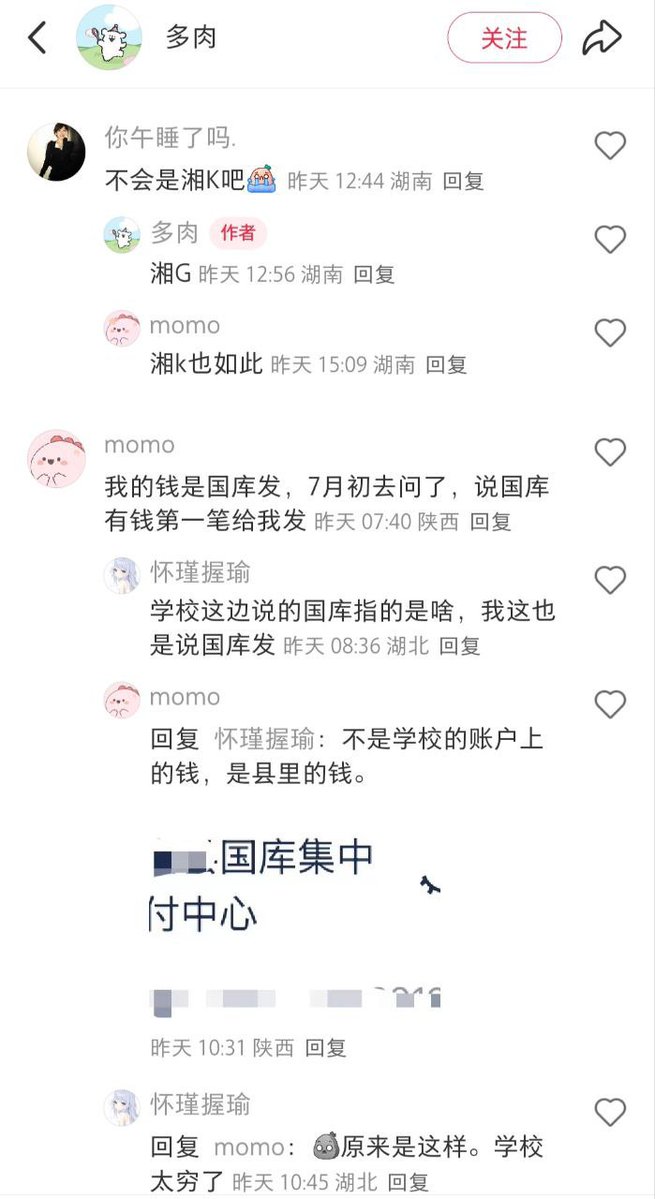 多肉
关注
你午睡了吗.
不会是湘K吧 昨天 12:44 湖南 回复
多肉 作者
湘G 昨天 12:56 湖南 回复
momo
湘k也如此 昨天 15:09 湖南 回复
momo
我的钱是国库发，7月初去问了，说国库
有钱第一笔给我发 昨天 07:40 陕西 回复
怀瑾握瑜
学校这边说的国库指的是啥，我这也
是说国库发 昨天 08:36 湖北 回复
momo
回复 怀瑾握瑜：不是学校的账户上
的钱，是县里的钱。
国库集中
付中心
昨天 10:31 陕西 回复
怀瑾握瑜
回复 momo：原来是这样。学校
太穷了 昨天 10:45 湖北 回复